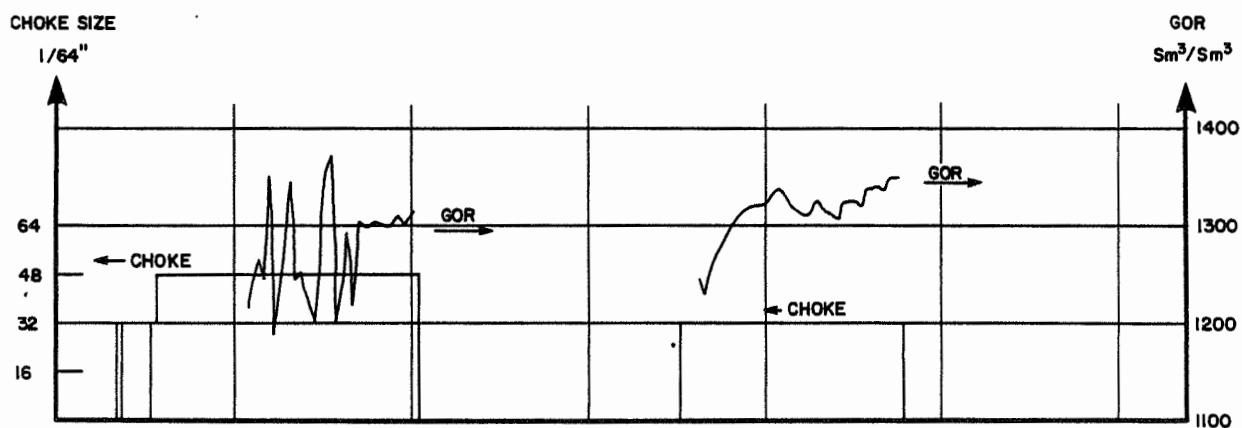 CHOKE SIZE
1/64"
GOR
Sm³/Sm³
1400
GOR
64
GOR
1300
CHOKE
48
CHOKE
32
1200
16
1100